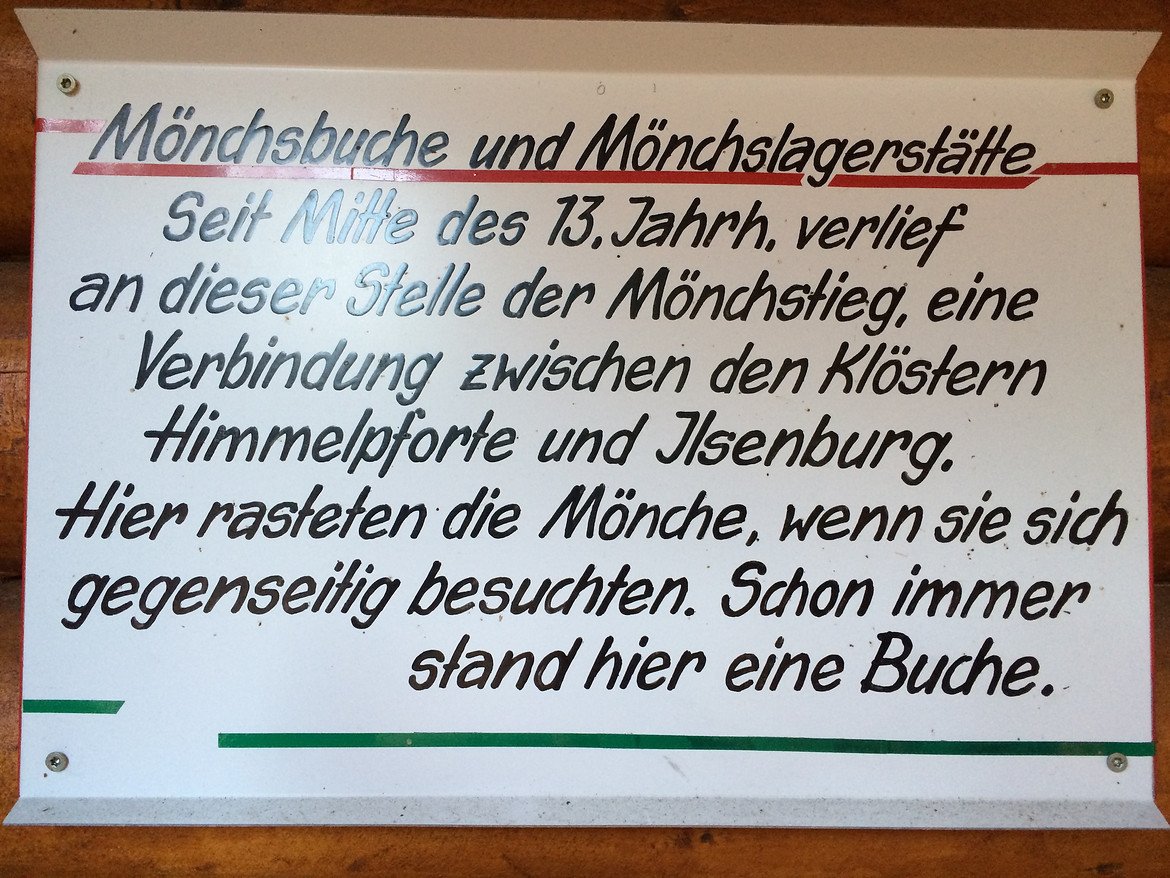 Mönchsbuche und Mönchslagerstätte
Seit Mitte des 13. Jahrh. verlief
an dieser Stelle der Mönchstieg, eine
Verbindung zwischen den Klöstern
Himmelpforte und Ilsenburg.
Hier rasteten die Mönche, wenn sie sich
gegenseitig besuchten. Schon immer
stand hier eine Buche.